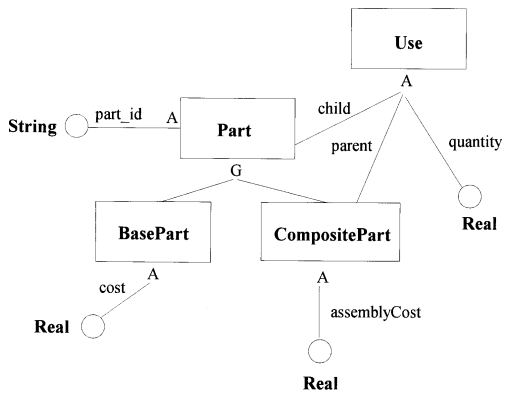 Use
A
child
part_id
A
String
Part
parent
quantity
G
Real
BasePart
CompositePart
A
A
cost
assemblyCost
Real
Real